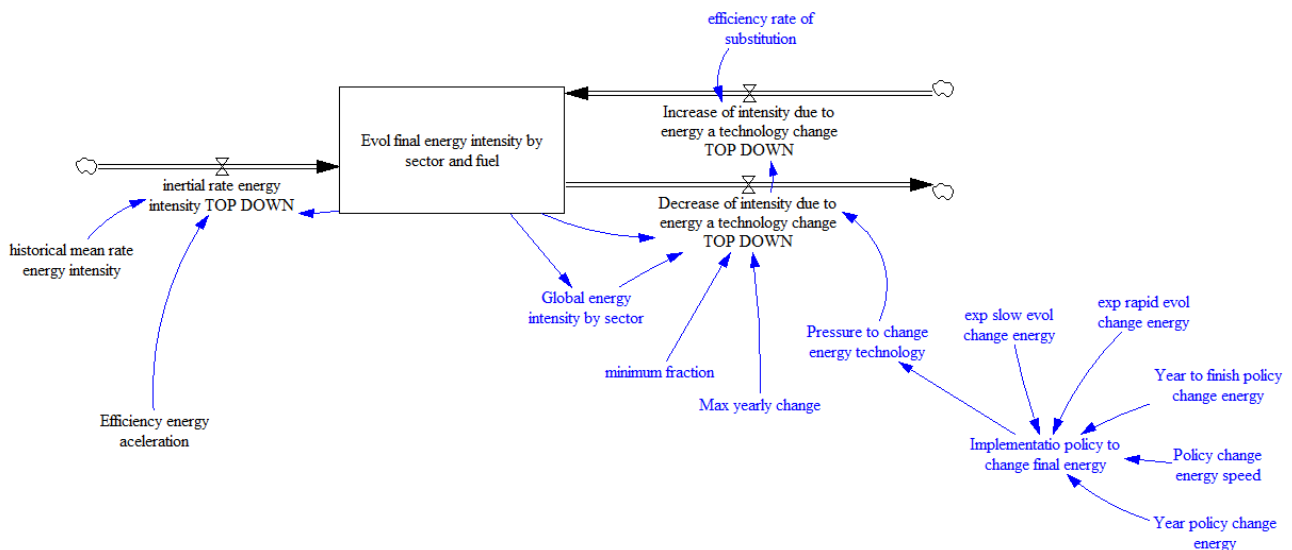 efficiency rate of
substitution
Increase of intensity due to
energy a technology change
TOP DOWN
Evol final energy intensity by
sector and fuel
inertial rate energy
intensity TOP DOWN
Decrease of intensity due to
energy a technology change
TOP DOWN
historical mean rate
energy intensity
Global energy
intensity by sector
exp slow evol
change energy
exp rapid evol
change energy
Pressure to change
energy technology
minimum fraction
Max yearly change
Year to finish policy
change energy
Efficiency energy
aceleration
Implementatio policy to
change final energy
Policy change
energy speed
Year policy change
energy